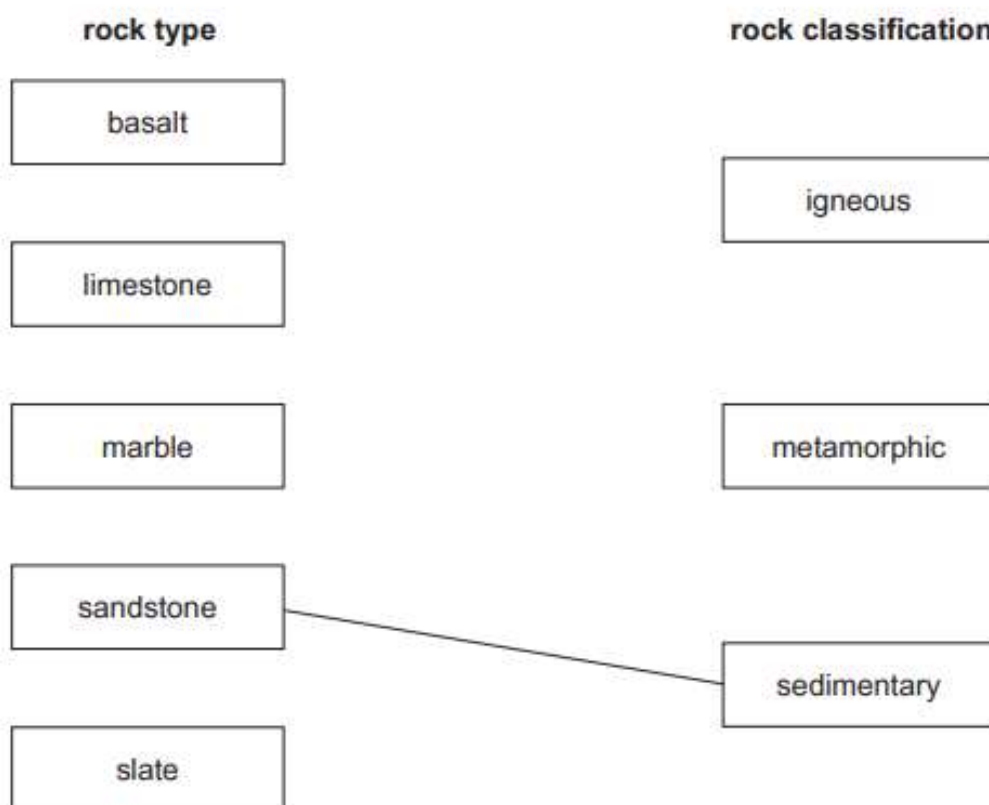 rock type
rock classification
basalt
igneous
limestone
marble
metamorphic
sandstone
sedimentary
slate